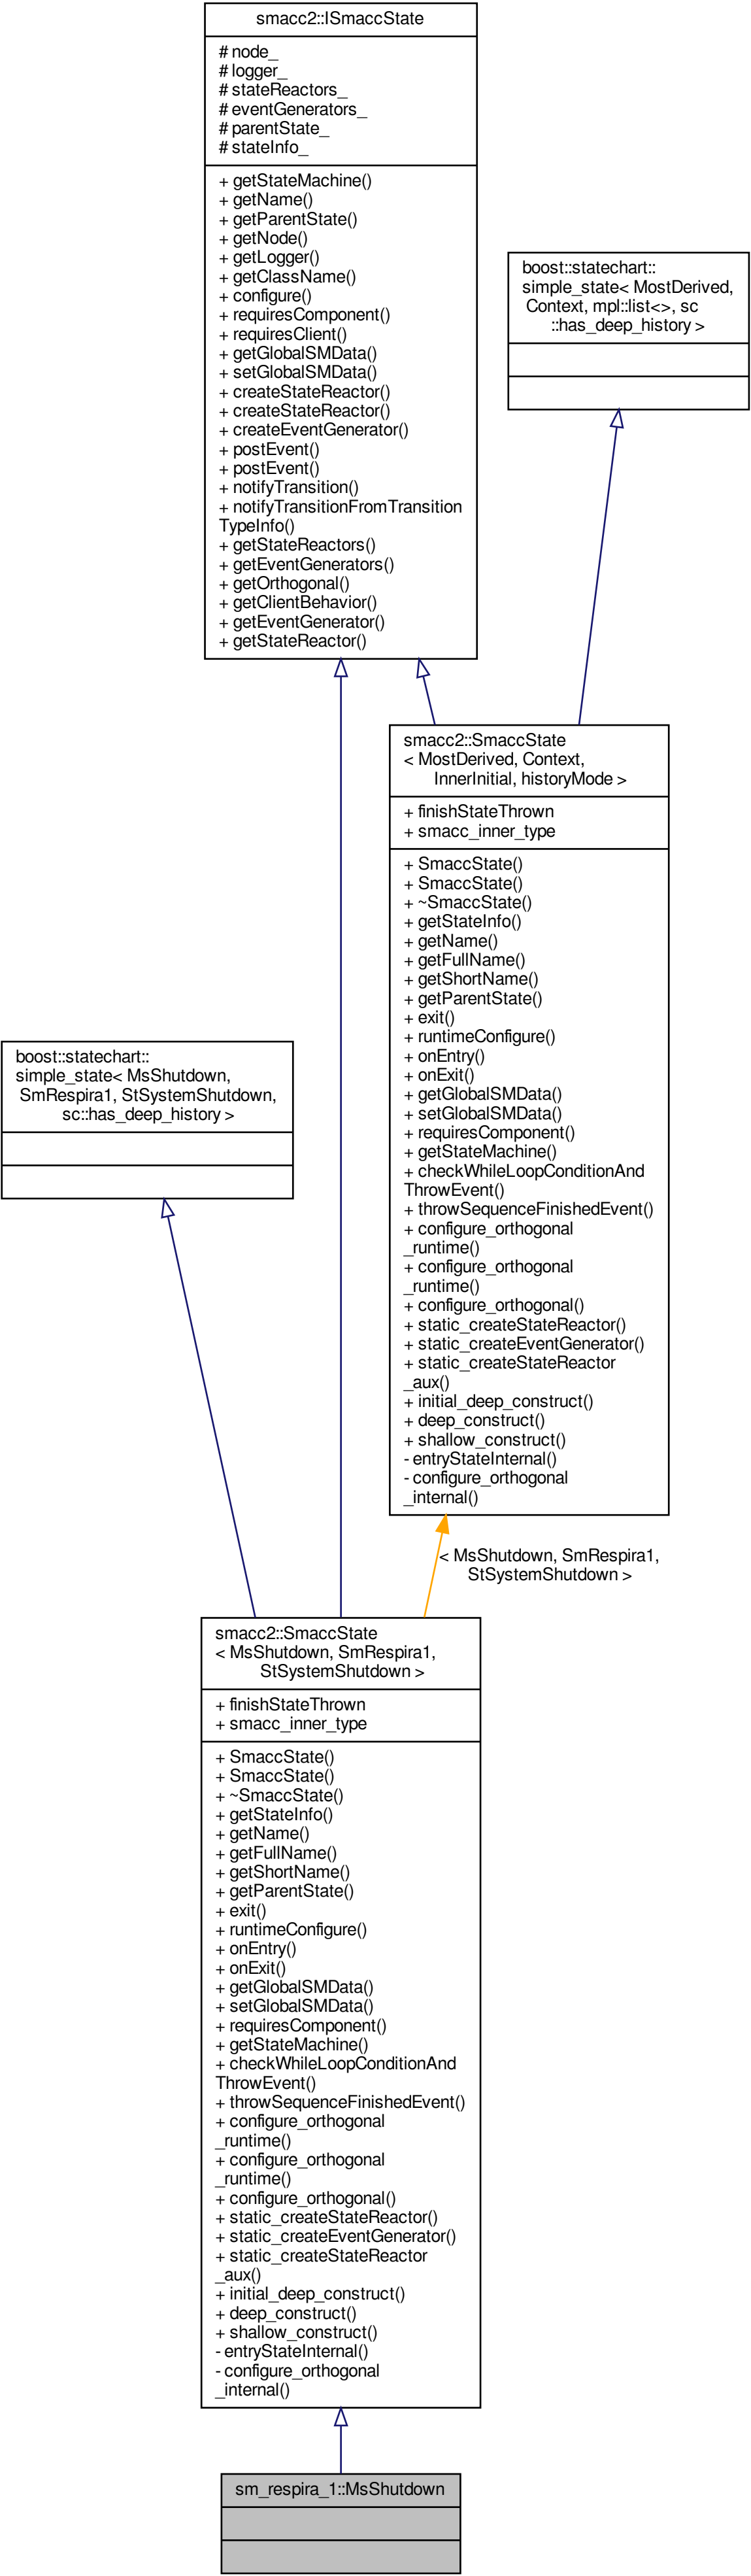 smacc2::ISmaccState
# node_
# logger_
# stateReactors_
# eventGenerators_
# parentState_
# stateInfo_
+ getStateMachine()
+ getName()
+ getParentState()
+ getNode()
+ getLogger()
+ getClassName()
+ configure()
+ requiresComponent()
+ requiresClient()
+ getGlobalSMData()
+ setGlobalSMData()
+ createStateReactor()
+ createStateReactor()
+ createEventGenerator()
+ postEvent()
+ postEvent()
+ notifyTransition()
+ notifyTransitionFromTransition
TypeInfo()
+ getStateReactors()
+ getEventGenerators()
+ getOrthogonal()
+ getClientBehavior()
+ getEventGenerator()
+ getStateReactor()
boost::statechart::
simple_state< MostDerived,
Context, mpl::list<>, sc
::has_deep_history >
smacc2::SmaccState
< MostDerived, Context,
InnerInitial, historyMode >
+ finishStateThrown
+ smacc_inner_type
+ SmaccState()
+ SmaccState()
+ ~SmaccState()
+ getStateInfo()
+ getName()
+ getFullName()
+ getShortName()
+ getParentState()
+ exit()
+ runtimeConfigure()
+ onEntry()
+ onExit()
+ getGlobalSMData()
+ setGlobalSMData()
+ requiresComponent()
+ getStateMachine()
+ checkWhileLoopConditionAnd
ThrowEvent()
+ throwSequenceFinishedEvent()
+ configure_orthogonal
_runtime()
+ configure_orthogonal
_runtime()
+ configure_orthogonal()
+ static_createStateReactor()
+ static_createEventGenerator()
+ static_createStateReactor
_aux()
+ initial_deep_construct()
+ deep_construct()
+ shallow_construct()
- entryStateInternal()
- configure_orthogonal
_internal()
boost::statechart::
simple_state< MsShutdown,
SmRespira1, StSystemShutdown,
sc::has_deep_history >
< MsShutdown, SmRespira1,
StSystemShutdown >
smacc2::SmaccState
< MsShutdown, SmRespira1,
StSystemShutdown >
+ finishStateThrown
+ smacc_inner_type
+ SmaccState()
+ SmaccState()
+ ~SmaccState()
+ getStateInfo()
+ getName()
+ getFullName()
+ getShortName()
+ getParentState()
+ exit()
+ runtimeConfigure()
+ onEntry()
+ onExit()
+ getGlobalSMData()
+ setGlobalSMData()
+ requiresComponent()
+ getStateMachine()
+ checkWhileLoopConditionAnd
ThrowEvent()
+ throwSequenceFinishedEvent()
+ configure_orthogonal
_runtime()
+ configure_orthogonal
_runtime()
+ configure_orthogonal()
+ static_createStateReactor()
+ static_createEventGenerator()
+ static_createStateReactor
_aux()
+ initial_deep_construct()
+ deep_construct()
+ shallow_construct()
- entryStateInternal()
- configure_orthogonal
_internal()
sm_respira_1::MsShutdown